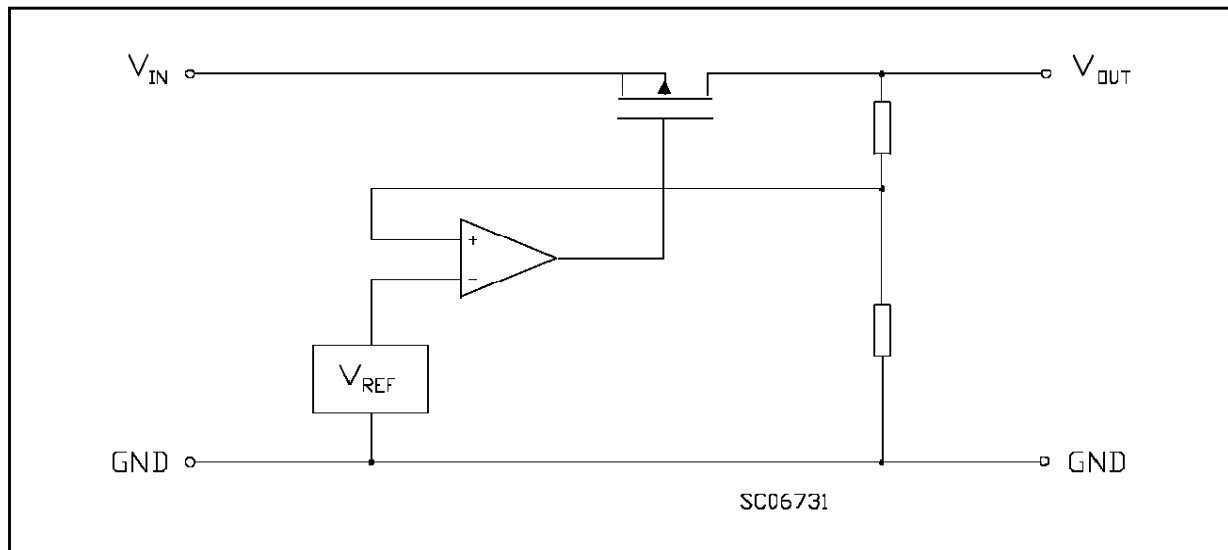 V_IN
V_OUT
+
−
V_REF
GND
GND
SC06731